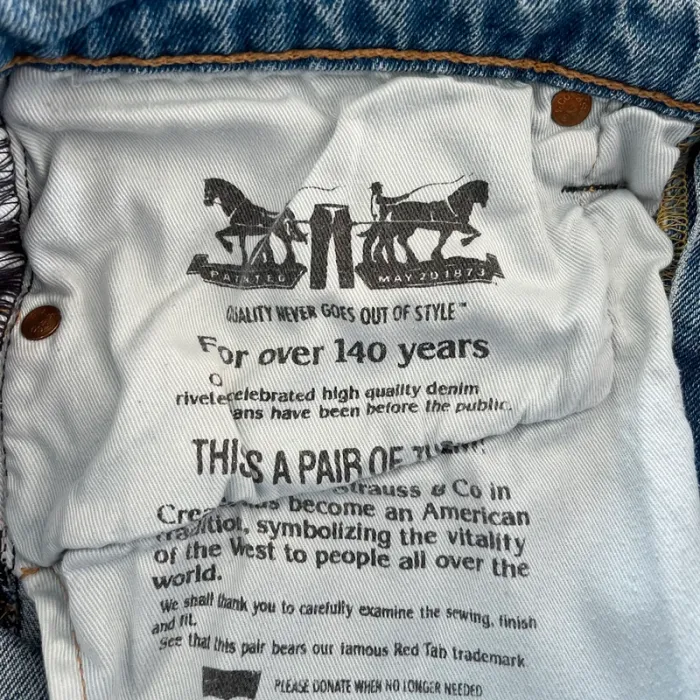 PATENTED
MAY 20 1873
QUALITY NEVER GOES OUT OF STYLE™
For over 140 years
celebrated high quality denim
have been before the public.
THIS A PAIR OF
Strauss & Co in
become an American
symbolizing the vitality
of the West to people all over the
world.
We shall thank you to carefully examine the sewing, finish
and fit.
See that this pair bears our famous Red Tab trademark
PLEASE DONATE WHEN NO LONGER NEEDED